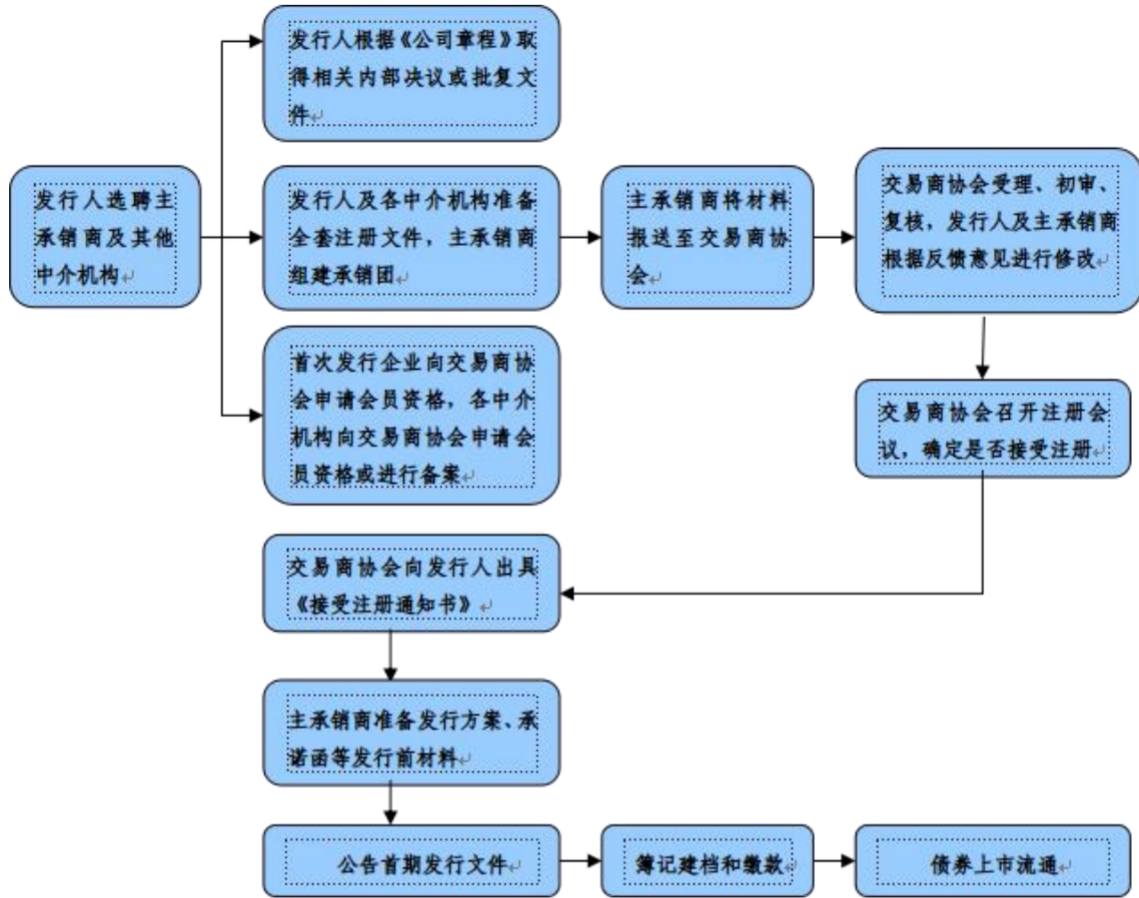 发行人根据《公司章程》取
得相关内部决议或批复文
件
发行人选聘主
承销商及其他
中介机构
发行人及各中介机构准备
全套注册文件，主承销商
组建承销团
主承销商将材料
报送至交易商协
会
交易商协会受理、初审、
复核，发行人及主承销商
根据反馈意见进行修改
首次发行企业向交易商协
会申请会员资格，各中介
机构向交易商协会申请会
员资格或进行备案
交易商协会召开注册会
议，确定是否接受注册
交易商协会向发行人出具
《接受注册通知书》
主承销商准备发行方案、承
诺函等发行前材料
公告首期发行文件
簿记建档和缴款
债券上市流通